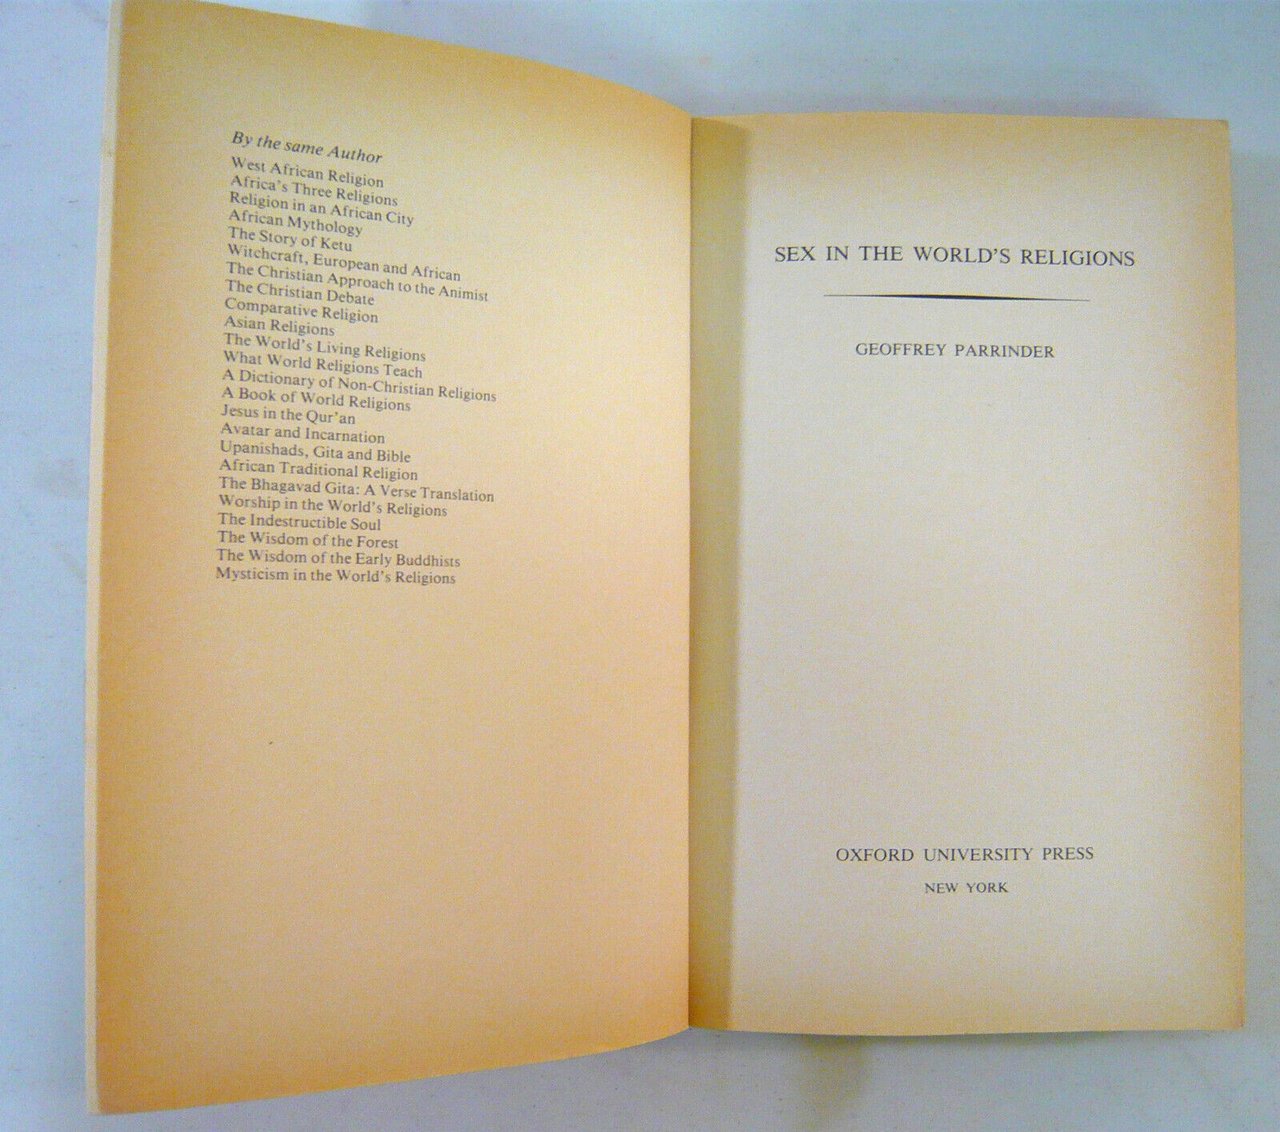 By the same Author
West African Religion
Africa's Three Religions
Religion in an African City
African Mythology
The Story of Ketu
Witchcraft, European and African
The Christian Approach to the Animist
The Christian Debate
Comparative Religion
Asian Religions
The World's Living Religions
What World Religions Teach
A Dictionary of Non-Christian Religions
A Book of World Religions
Jesus in the Qur'an
Avatar and Incarnation
Upanishads, Gita and Bible
African Traditional Religion
The Bhagavad Gita: A Verse Translation
Worship in the World's Religions
The Indestructible Soul
The Wisdom of the Forest
The Wisdom of the Early Buddhists
Mysticism in the World's Religions
SEX IN THE WORLD'S RELIGIONS
GEOFFREY PARRINDER
OXFORD UNIVERSITY PRESS
NEW YORK